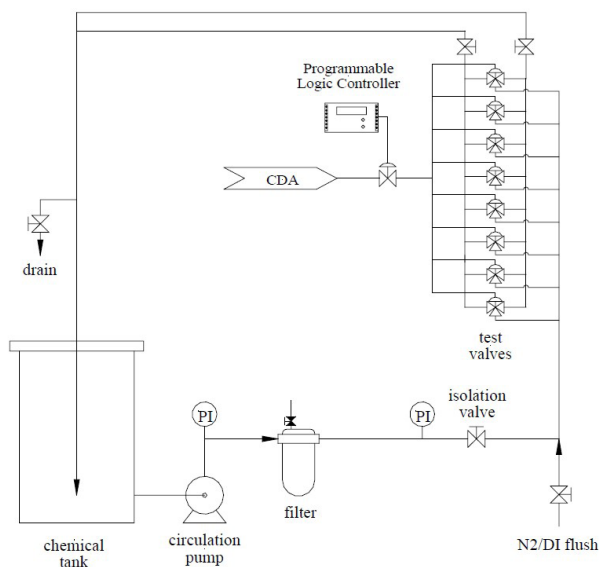 Programmable
Logic Controller
CDA
drain
test
valves
isolation
valve
PI
PI
filter
circulation
pump
chemical
tank
N2/DI flush